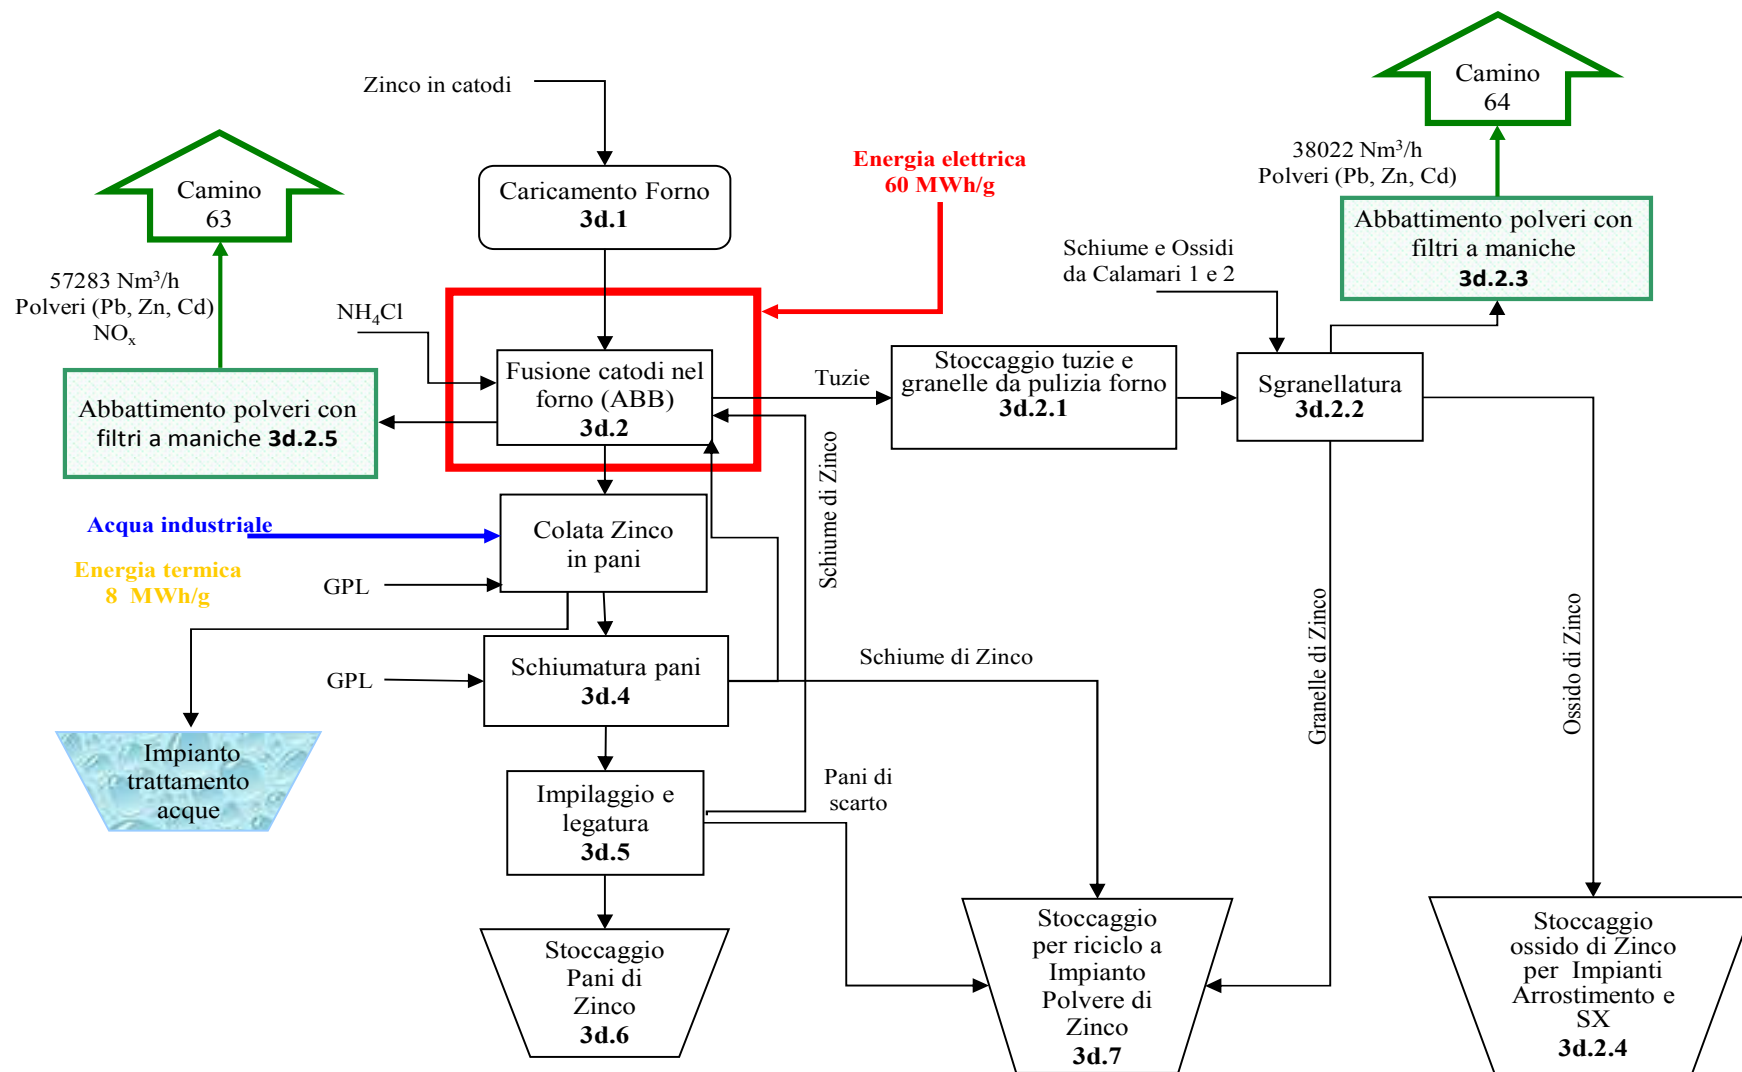 Zinco in catodi
Camino
64
38022 Nm³/h
Polveri (Pb, Zn, Cd)
Energia elettrica
60 MWh/g
Caricamento Forno
3d.1
Camino
63
Abbattimento polveri con
filtri a maniche
3d.2.3
Schiume e Ossidi
da Calamari 1 e 2
57283 Nm³/h
Polveri (Pb, Zn, Cd)
NOₓ
NH₄Cl
Fusione catodi nel
forno (ABB)
3d.2
Tuzie
Stoccaggio tuzie e
granelle da pulizia forno
3d.2.1
Sgranellatura
3d.2.2
Abbattimento polveri con
filtri a maniche 3d.2.5
Schiume di Zinco
Acqua industriale
Colata Zinco
in pani
Energia termica
8 MWh/g
GPL
Schiumatura pani
3d.4
GPL
Schiume di Zinco
Granelle di Zinco
Ossido di Zinco
Impianto
trattamento
acque
Impilaggio e
legatura
3d.5
Pani di
scarto
Stoccaggio
Pani di
Zinco
3d.6
Stoccaggio
per riciclo a
Impianto
Polvere di
Zinco
3d.7
Stoccaggio
ossido di Zinco
per Impianti
Arrostimento e
SX
3d.2.4